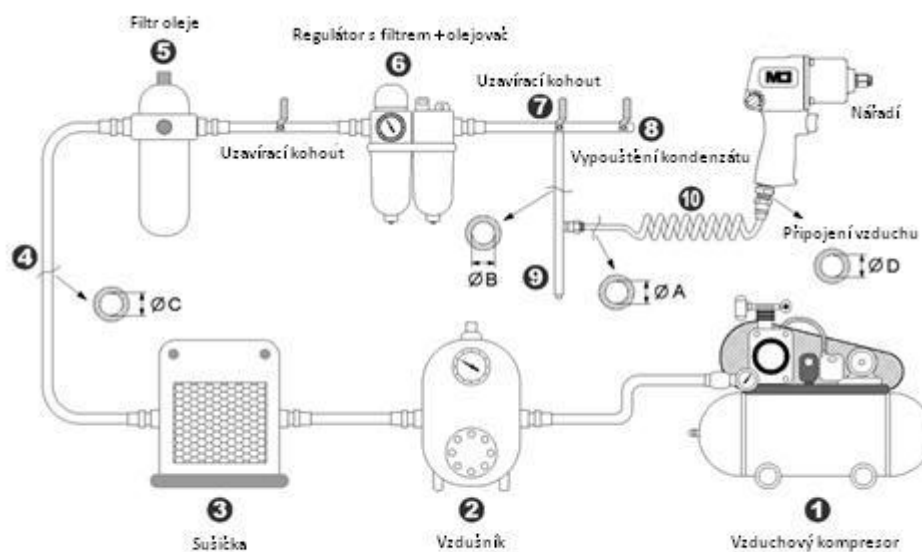 Filtr oleje
5
Regulátor s filtrem + olejovač
6
Uzavírací kohout
7
8
Nářadí
Uzavírací kohout
Vypouštění kondenzátu
10
Připojení vzduchu
4
ØB
9
ØA
ØD
ØC
3
2
1
Sušička
Vzdušník
Vzduchový kompresor